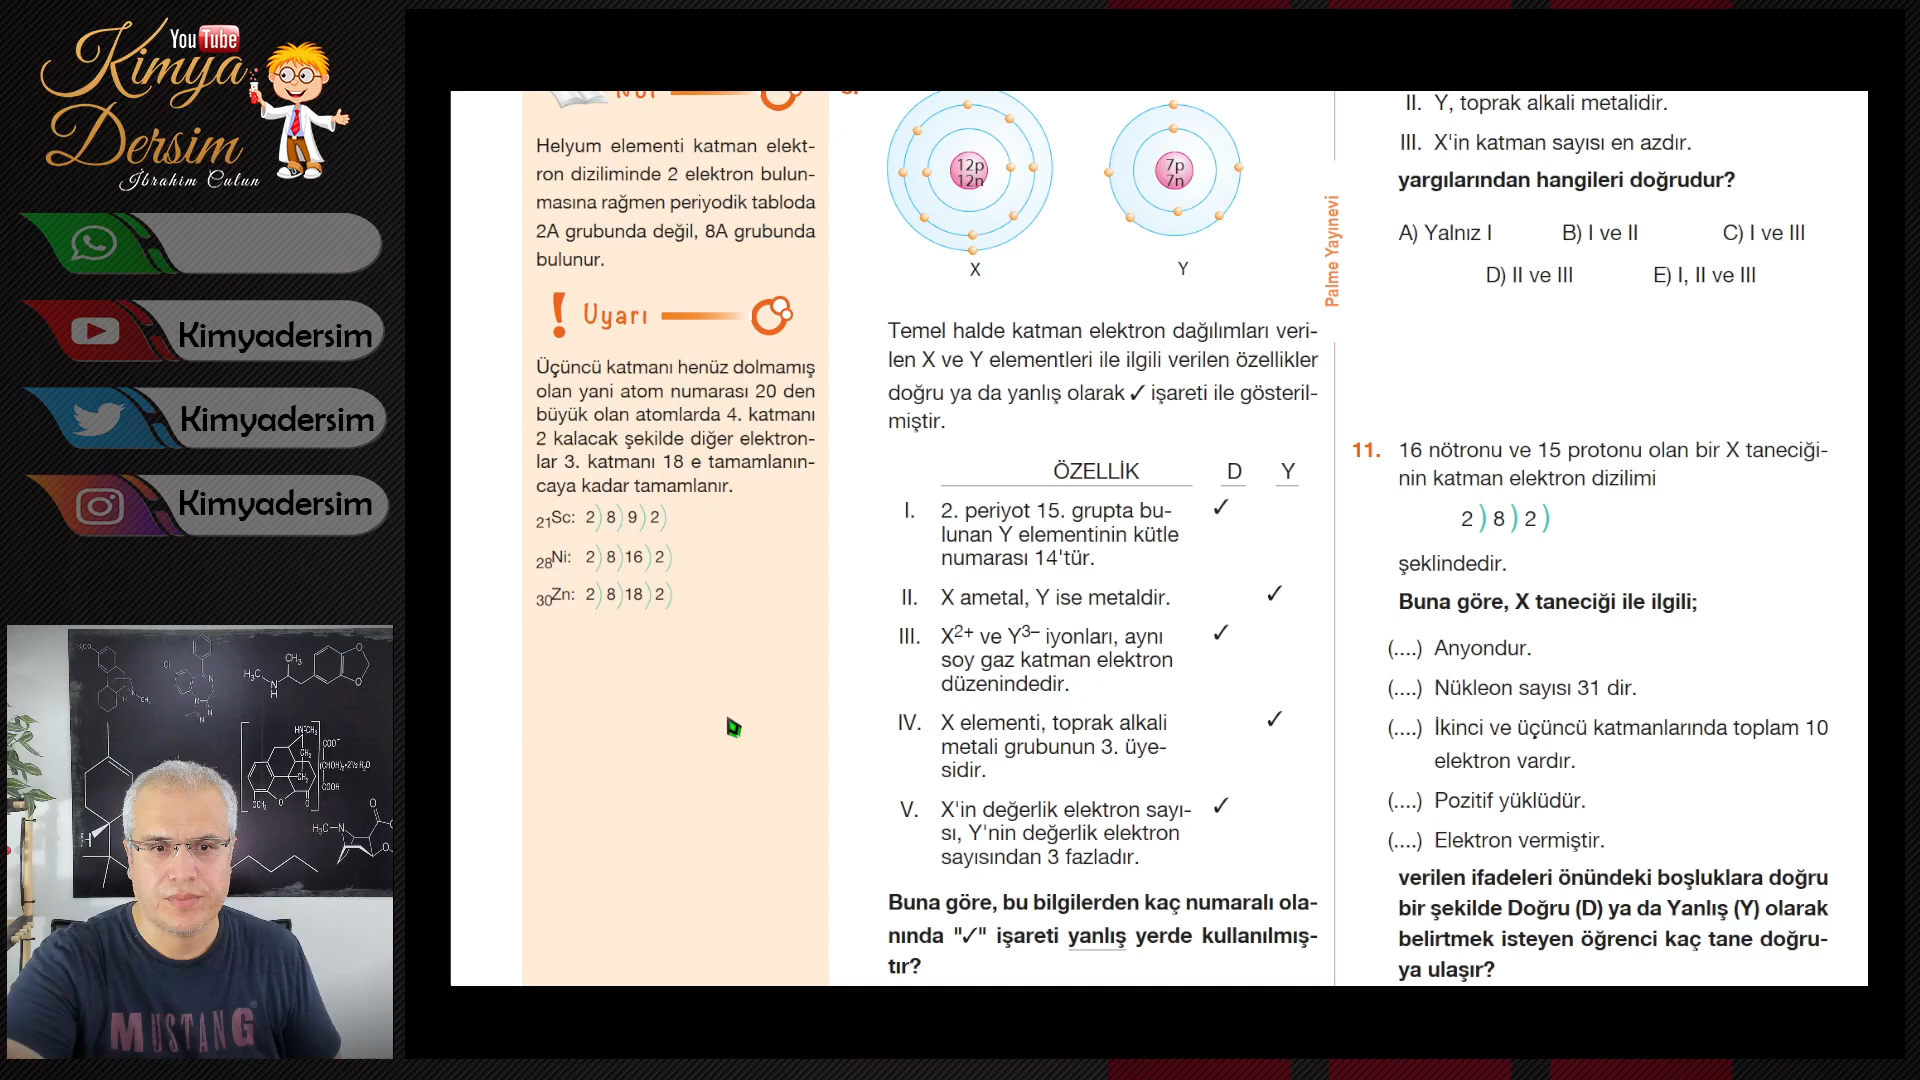 You Tube
Kimya
Dersim
İbrahim Culun
Kimyadersim
Kimyadersim
Kimyadersim
MUSTANG
Helyum elementi katman elekt-
ron diziliminde 2 elektron bulun-
masına rağmen periyodik tabloda
2A grubunda değil, 8A grubunda
bulunur.
! Uyarı
Üçüncü katmanı henüz dolmamış
olan yani atom numarası 20 den
büyük olan atomlarda 4. katmanı
2 kalacak şekilde diğer elektron-
lar 3. katmanı 18 e tamamlanın-
caya kadar tamamlanır.
21Sc: 2) 8) 9) 2)
28Ni: 2) 8) 16) 2)
30Zn: 2) 8) 18) 2)
12p
12n
X
7p
7n
Y
Temel halde katman elektron dağılımları veri-
len X ve Y elementleri ile ilgili verilen özellikler
doğru ya da yanlış olarak ✓ işareti ile gösteril-
miştir.
ÖZELLİK D Y
I. 2. periyot 15. grupta bu- ✓
lunan Y elementinin kütle
numarası 14'tür.
II. X ametal, Y ise metaldir. ✓
III. X2+ ve Y3– iyonları, aynı ✓
soy gaz katman elektron
düzenindedir.
IV. X elementi, toprak alkali ✓
metali grubunun 3. üye-
sidir.
V. X'in değerlik elektron sayı- ✓
sı, Y'nin değerlik elektron
sayısından 3 fazladır.
Buna göre, bu bilgilerden kaç numaralı ola-
nında "✓" işareti yanlış yerde kullanılmış-
tır?
Palme Yayınevi
II. Y, toprak alkali metalidir.
III. X'in katman sayısı en azdır.
yargılarından hangileri doğrudur?
A) Yalnız I B) I ve II C) I ve III
D) II ve III E) I, II ve III
11. 16 nötronu ve 15 protonu olan bir X taneciği-
nin katman elektron dizilimi
2) 8) 2)
şeklindedir.
Buna göre, X taneciği ile ilgili;
(....) Anyondur.
(....) Nükleon sayısı 31 dir.
(....) İkinci ve üçüncü katmanlarında toplam 10
elektron vardır.
(....) Pozitif yüklüdür.
(....) Elektron vermiştir.
verilen ifadeleri önündeki boşluklara doğru
bir şekilde Doğru (D) ya da Yanlış (Y) olarak
belirtmek isteyen öğrenci kaç tane doğru-
ya ulaşır?